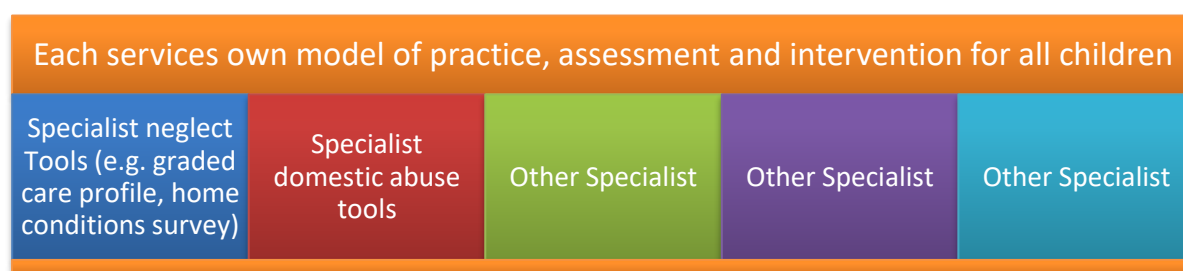 Each services own model of practice, assessment and intervention for all children
Specialist neglect
Tools (e.g. graded
care profile, home
conditions survey)
Specialist
domestic abuse
tools
Other Specialist
Other Specialist
Other Specialist